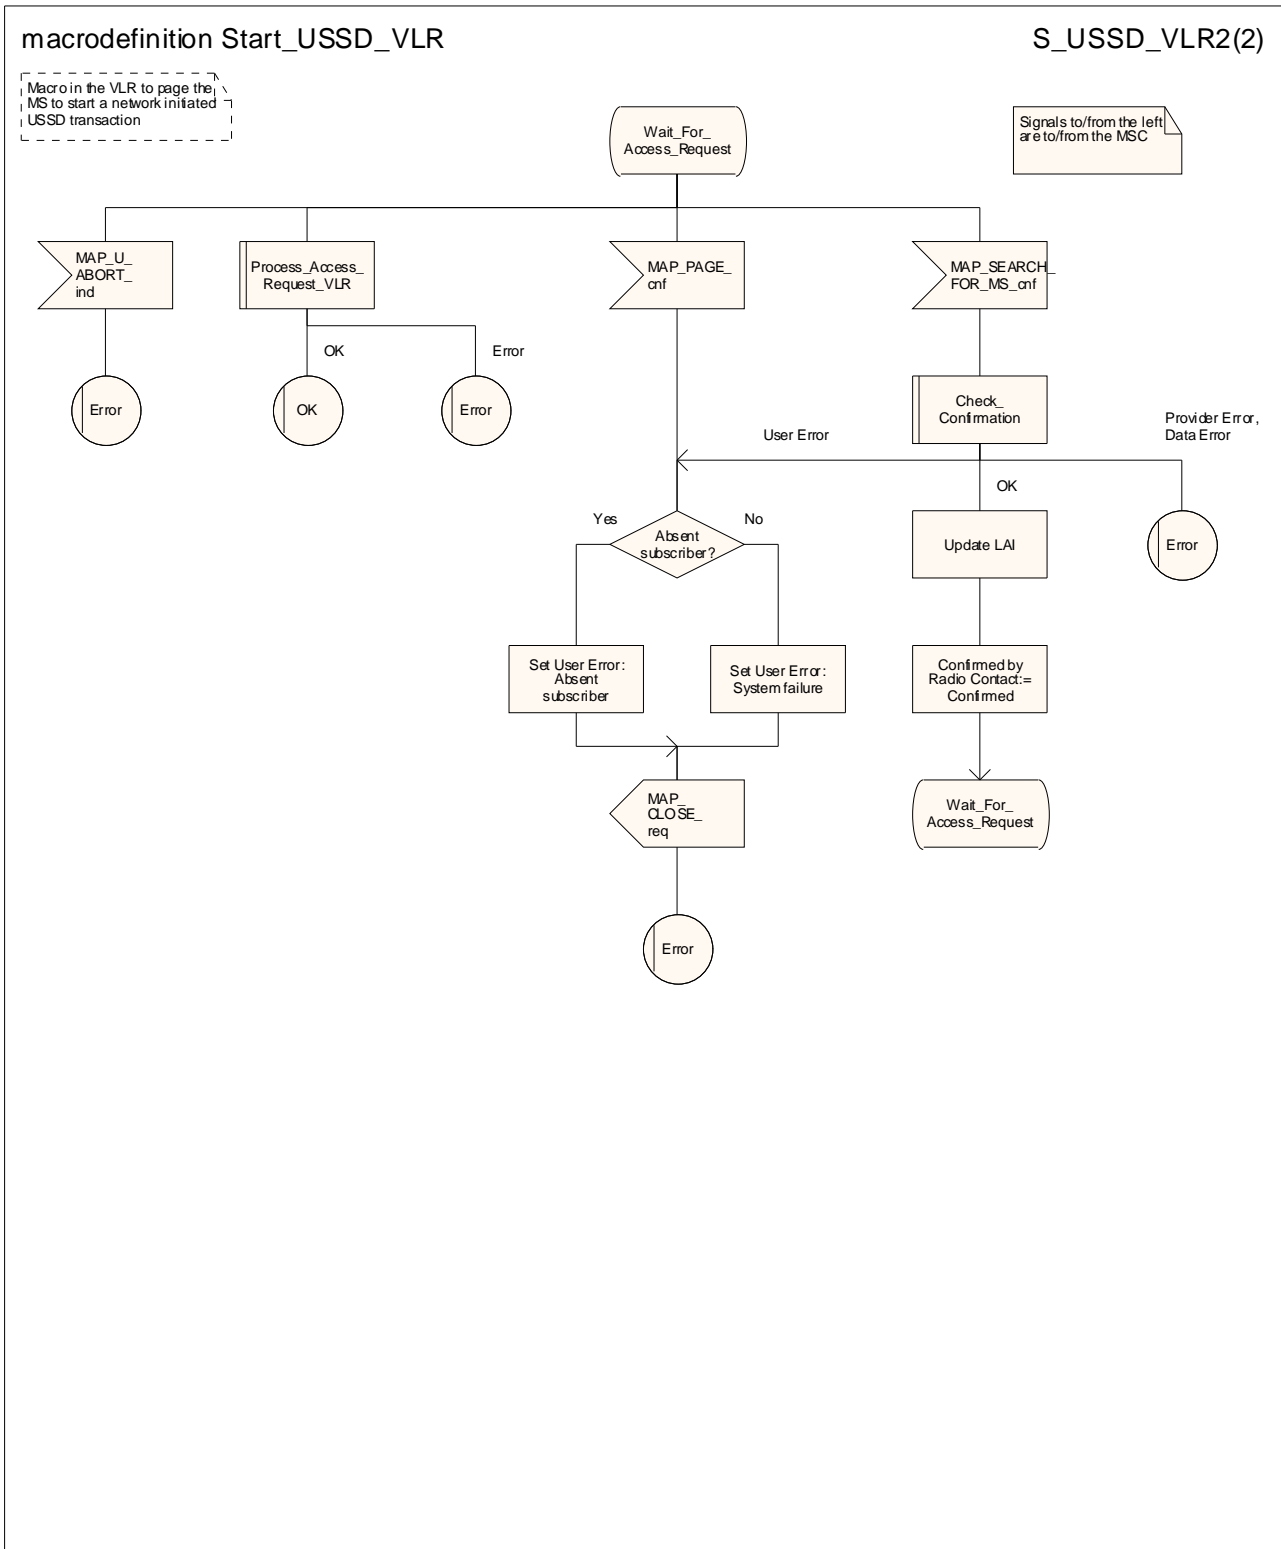 macrodefinition Start_USSD_VLR
S_USSD_VLR2(2)
Macro in the VLR to page the
MS to start a network initiated
USSD transaction
Wait_For_
Access_Request
Signals to/from the left
are to/from the MSC
MAP_U_
ABORT_
ind
Process_Access_
Request_VLR
MAP_PAGE_
cnf
MAP_SEARCH_
FOR_MS_cnf
OK
Error
Error
OK
Error
Check_
Confirmation
User Error
Provider Error,
Data Error
OK
Yes
No
Absent
subscriber?
Update LAI
Error
Set User Error:
Absent
subscriber
Set User Error:
System failure
Confirmed by
Radio Contact:=
Confirmed
MAP_
CLOSE_
req
Wait_For_
Access_Request
Error